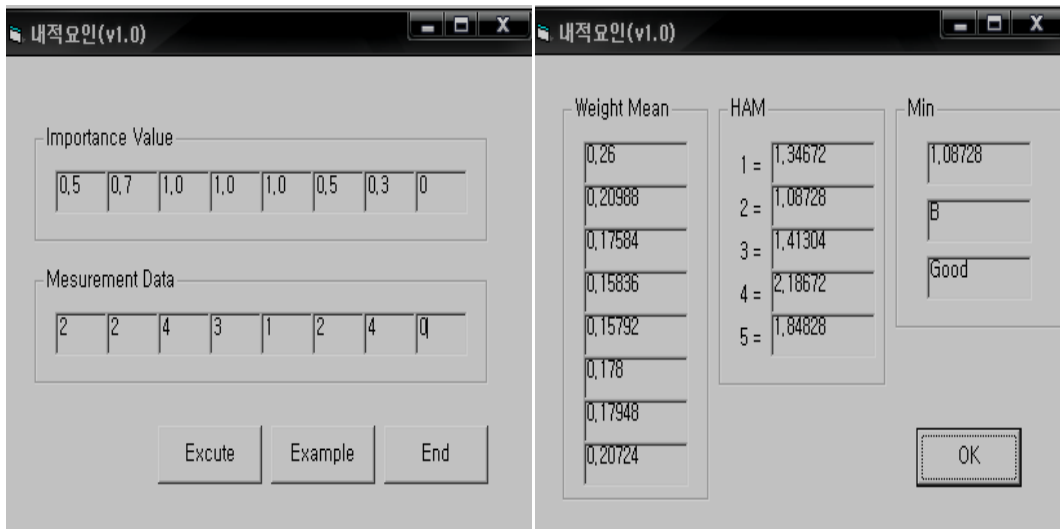 내적요인(v1.0)
Importance Value
0,5 0,7 1,0 1,0 1,0 0,5 0,3 0
Mesurement Data
2 2 4 3 1 2 4 0
Excute Example End
내적요인(v1.0)
Weight Mean
0,26
0,20988
0,17584
0,15836
0,15792
0,178
0,17948
0,20724
HAM
1 = 1,34672
2 = 1,08728
3 = 1,41304
4 = 2,18672
5 = 1,84828
Min
1,08728
B
Good
OK